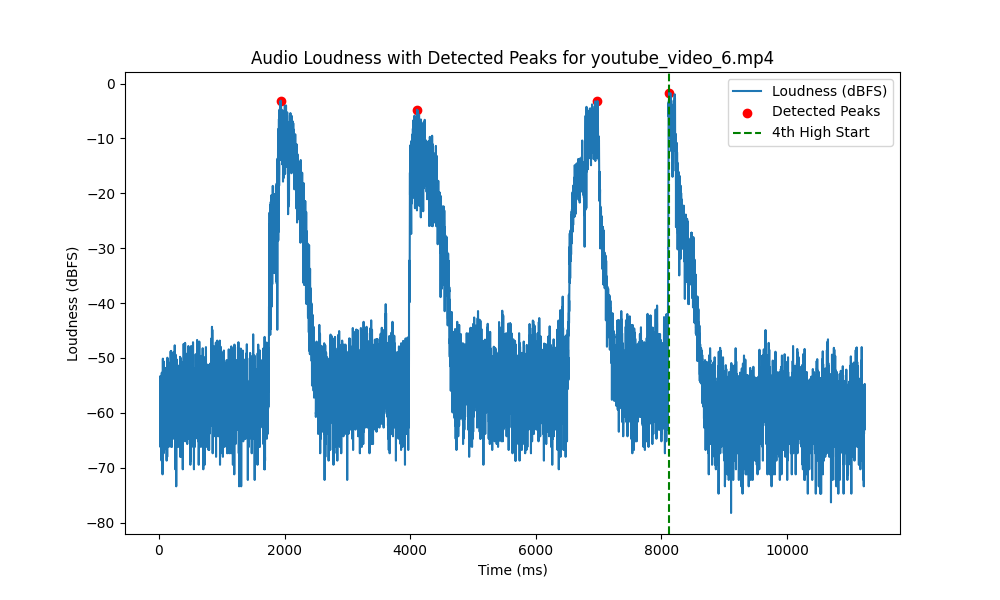 Audio Loudness with Detected Peaks for youtube_video_6.mp4
Loudness (dBFS)
Detected Peaks
4th High Start
0
−10
−20
−30
−40
−50
−60
−70
−80
Loudness (dBFS)
0
2000
4000
6000
8000
10000
Time (ms)